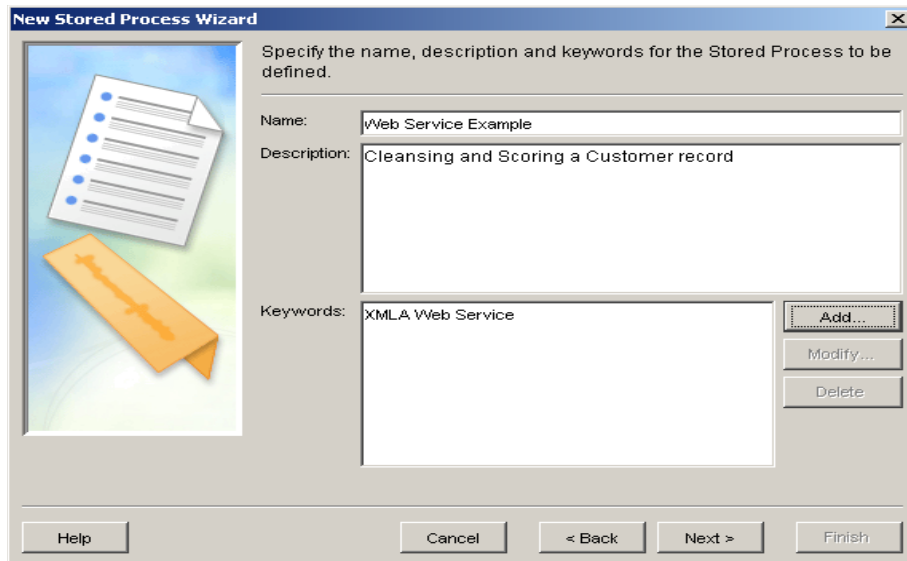 New Stored Process Wizard
Specify the name, description and keywords for the Stored Process to be
defined.
Name:
Web Service Example
Description:
Cleansing and Scoring a Customer record
Keywords:
XMLA Web Service
Add...
Modify...
Delete
Help
Cancel
< Back
Next >
Finish